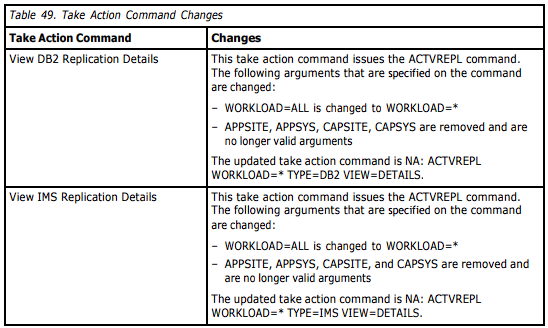 Table 49. Take Action Command Changes
Take Action Command Changes
View DB2 Replication Details
This take action command issues the ACTVREPL command.
The following arguments that are specified on the command
are changed:
– WORKLOAD=ALL is changed to WORKLOAD=*
– APPSITE, APPSYS, CAPSITE, CAPSYS are removed and are
no longer valid arguments
The updated take action command is NA: ACTVREPL
WORKLOAD=* TYPE=DB2 VIEW=DETAILS.
View IMS Replication Details
This take action command issues the ACTVREPL command.
The following arguments that are specified on the command
are changed:
– WORKLOAD=ALL is changed to WORKLOAD=*
– APPSITE, APPSYS, CAPSITE, and CAPSYS are removed and
are no longer valid arguments
The updated take action command is NA: ACTVREPL
WORKLOAD=* TYPE=IMS VIEW=DETAILS.